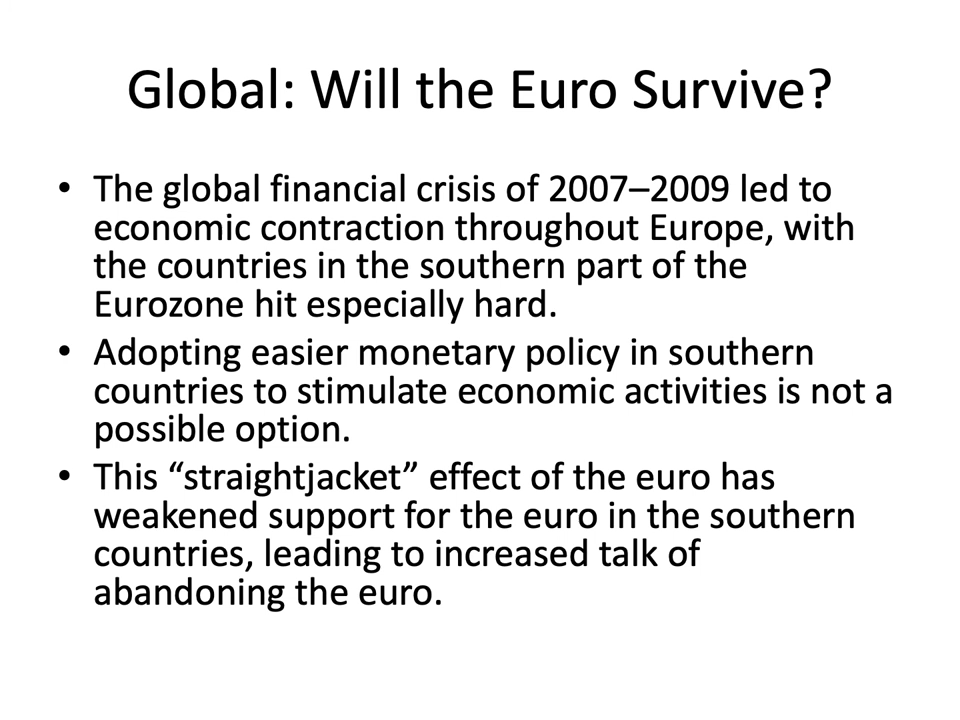 Global: Will the Euro Survive?
• The global financial crisis of 2007–2009 led to
economic contraction throughout Europe, with
the countries in the southern part of the
Eurozone hit especially hard.
• Adopting easier monetary policy in southern
countries to stimulate economic activities is not a
possible option.
• This “straightjacket” effect of the euro has
weakened support for the euro in the southern
countries, leading to increased talk of
abandoning the euro.